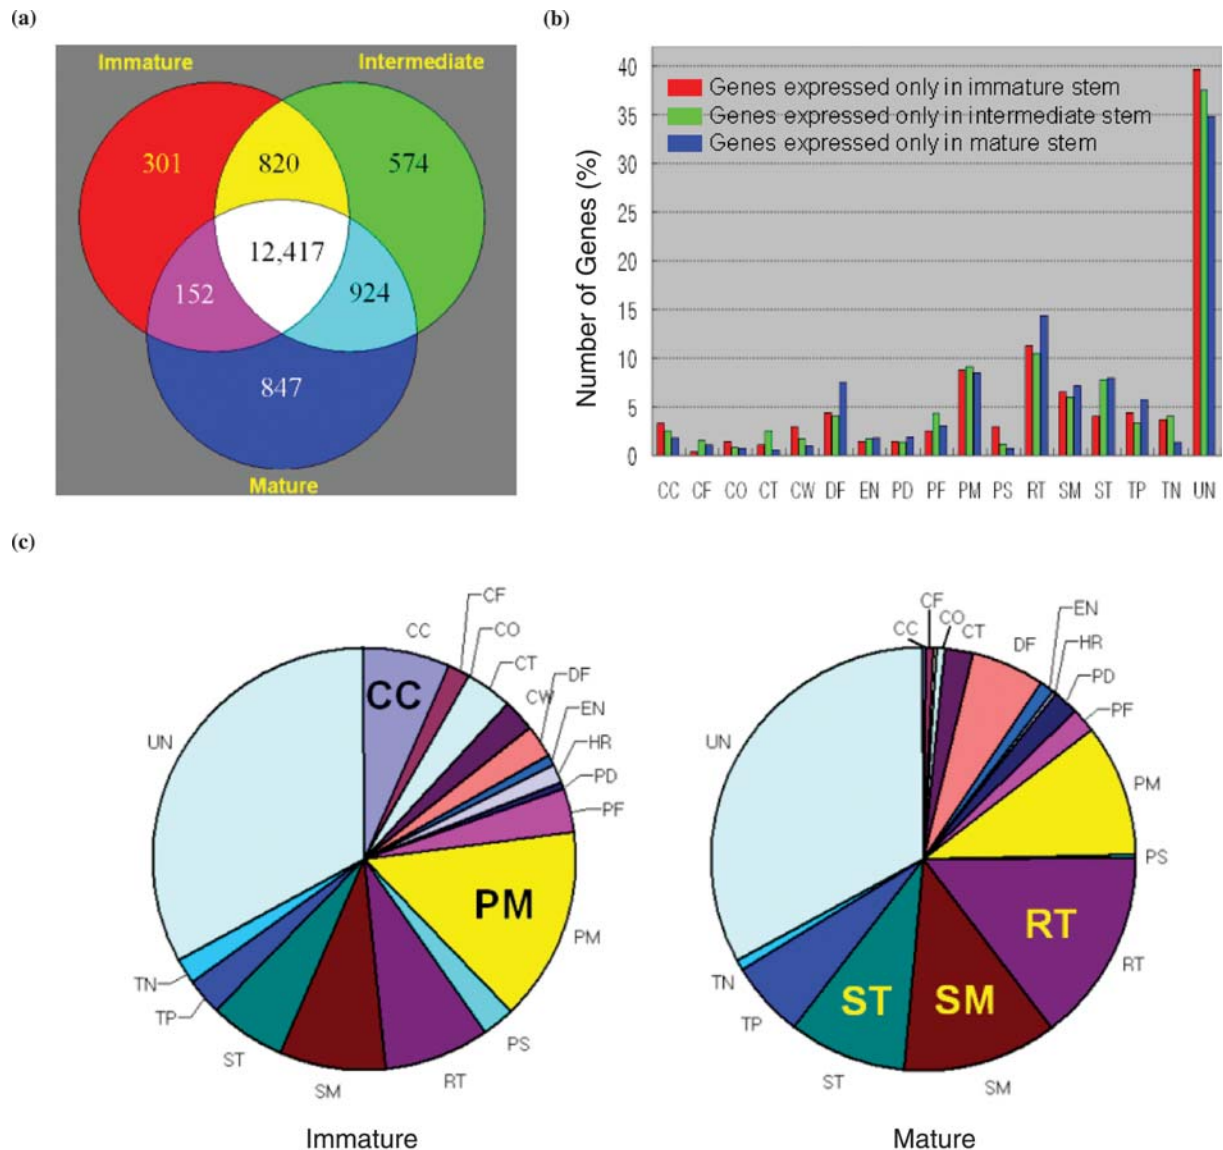 (a)
Immature Intermediate
301 820 574
12,417
152 924
847
Mature
(b)
Number of Genes (%)
40
35
30
25
20
15
10
5
0
Genes expressed only in immature stem
Genes expressed only in intermediate stem
Genes expressed only in mature stem
CC CF CO CT CW DF EN PD PF PM PS RT SM ST TP TN UN
(c)
CC
CF
CO
CT
CW
DF
EN
HR
PD
PF
PM
PS
RT
SM
ST
TP
TN
UN
CC
PM
Immature
CC
CF
CO
CT
DF
EN
HR
PD
PF
PM
PS
RT
SM
ST
TP
TN
UN
RT
SM
ST
Mature